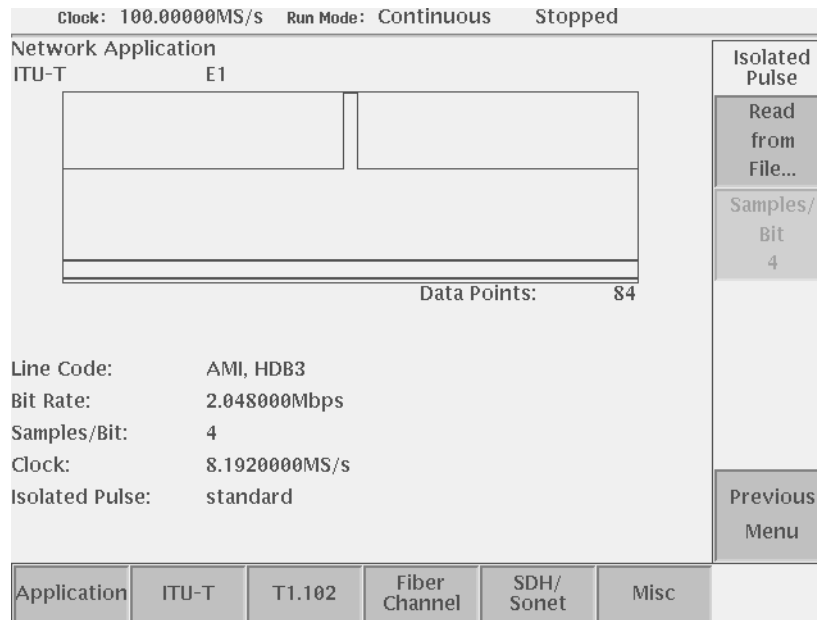 Clock: 100.00000MS/s Run Mode: Continuous Stopped
Network Application
ITU-T E1
Data Points: 84
Line Code: AMI, HDB3
Bit Rate: 2.048000Mbps
Samples/Bit: 4
Clock: 8.1920000MS/s
Isolated Pulse: standard
Isolated
Pulse
Read
from
File...
Samples/
Bit
4
Previous
Menu
Application ITU-T T1.102 Fiber Channel SDH/ Sonet Misc